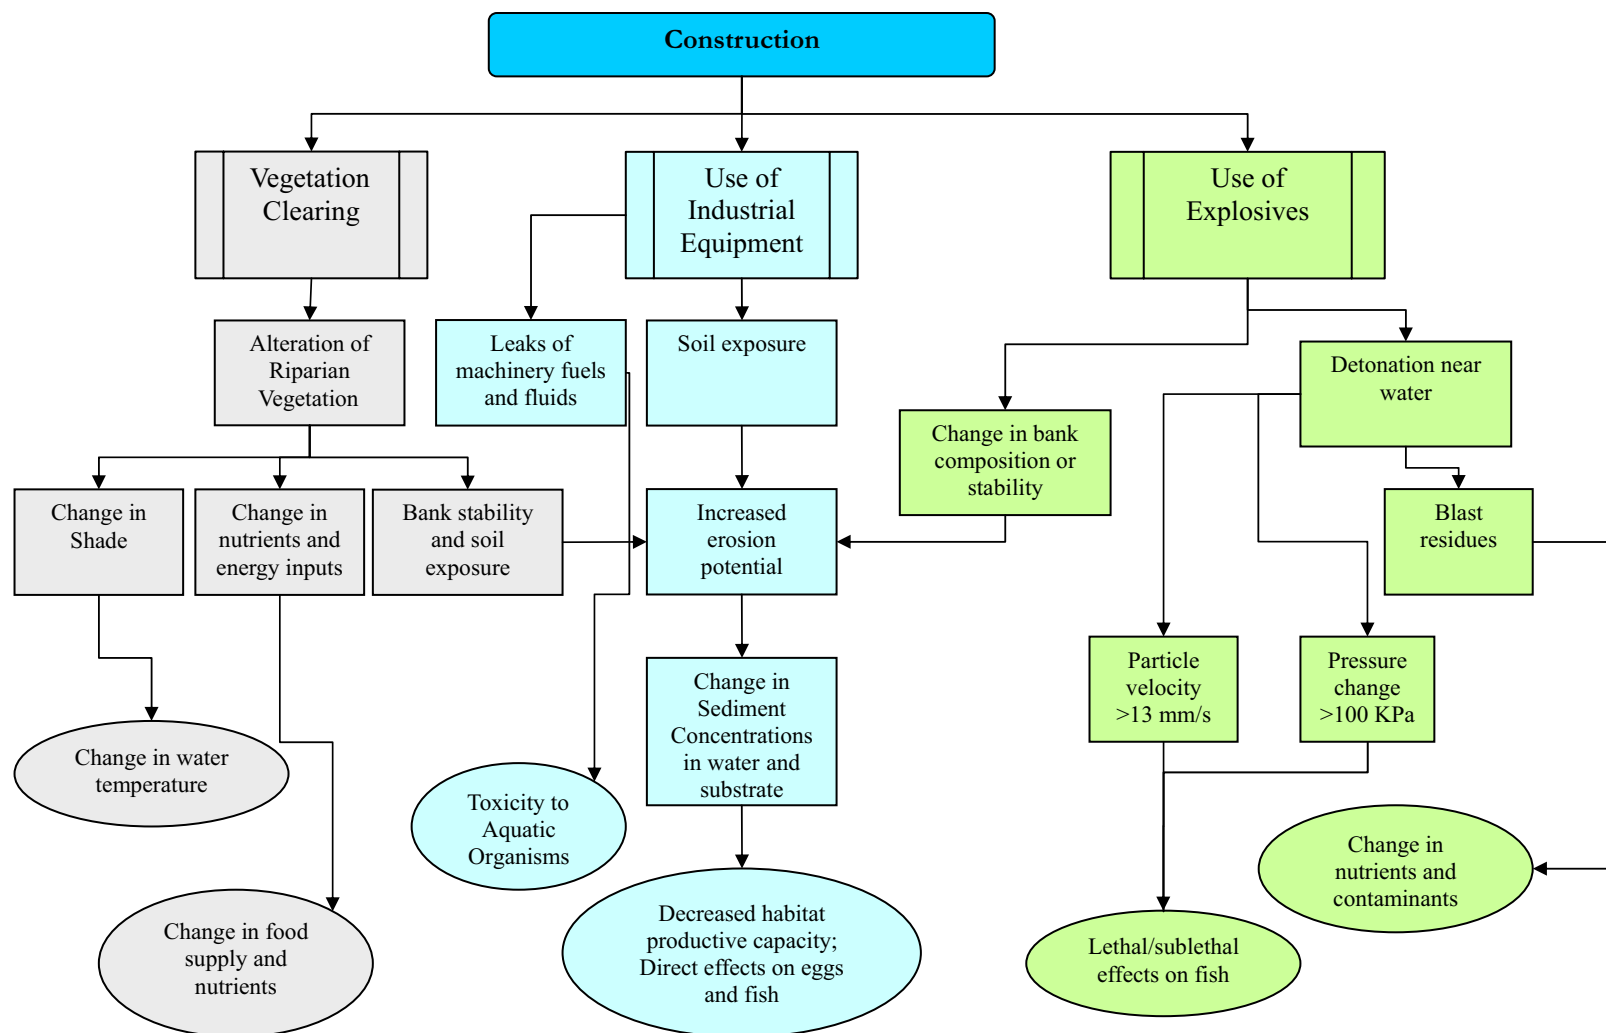 Construction
Vegetation
Clearing
Use of
Industrial
Equipment
Use of
Explosives
Alteration of
Riparian
Vegetation
Leaks of
machinery fuels
and fluids
Soil exposure
Detonation near
water
Change in bank
composition or
stability
Change in
Shade
Change in
nutrients and
energy inputs
Bank stability
and soil
exposure
Increased
erosion
potential
Blast
residues
Particle
velocity
>13 mm/s
Pressure
change
>100 KPa
Change in
Sediment
Concentrations
in water and
substrate
Change in water
temperature
Toxicity to
Aquatic
Organisms
Change in
nutrients and
contaminants
Change in food
supply and
nutrients
Decreased habitat
productive capacity;
Direct effects on eggs
and fish
Lethal/sublethal
effects on fish